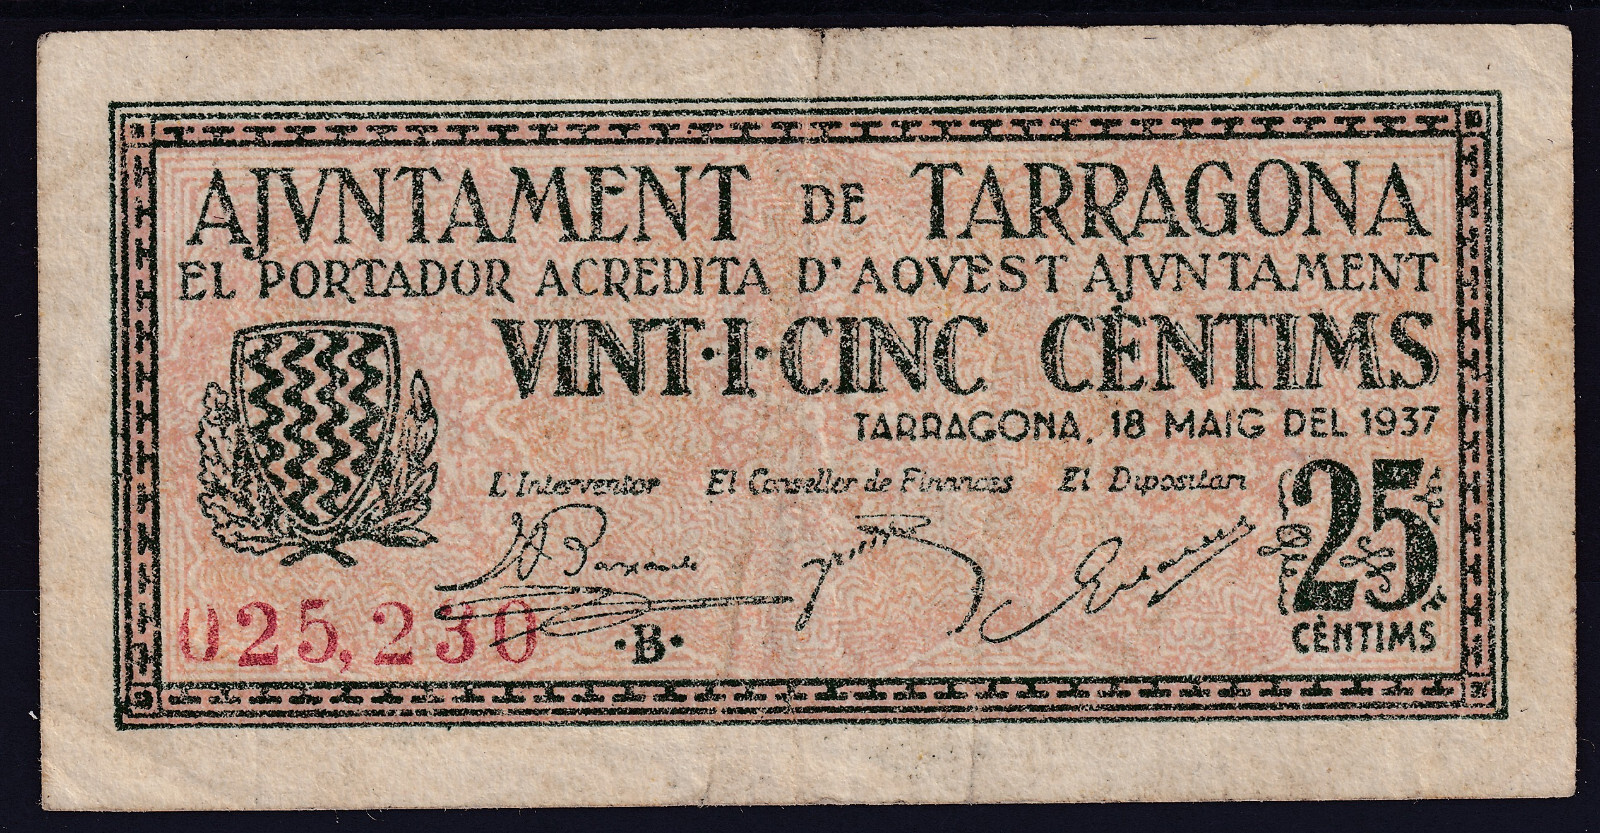 AJVNTAMENT DE TARRAGONA
EL PORTADOR ACREDITA D'AQVEST AJVNTAMENT
VINT·I·CINC CÈNTIMS
TARRAGONA, 18 MAIG DEL 1937
L'Interventor El Conseller de Finances El Dipositari
25
CÈNTIMS
025,230
·B·